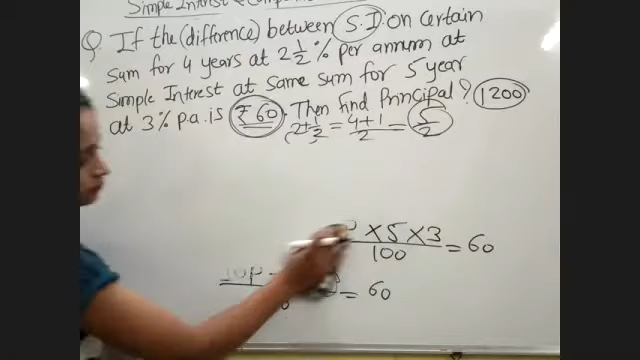 Simple Interest & Comp
Q. If the (difference) between S.I on certain
sum for 4 years at 2 1/2 % per annum at
Simple Interest at same sum for 5 year
at 3% p.a. is ₹60. Then find Principal? 1200
2+1/2 = 4+1/2 = 5/2
× 5 × 3 / 100 = 60
10P = 60